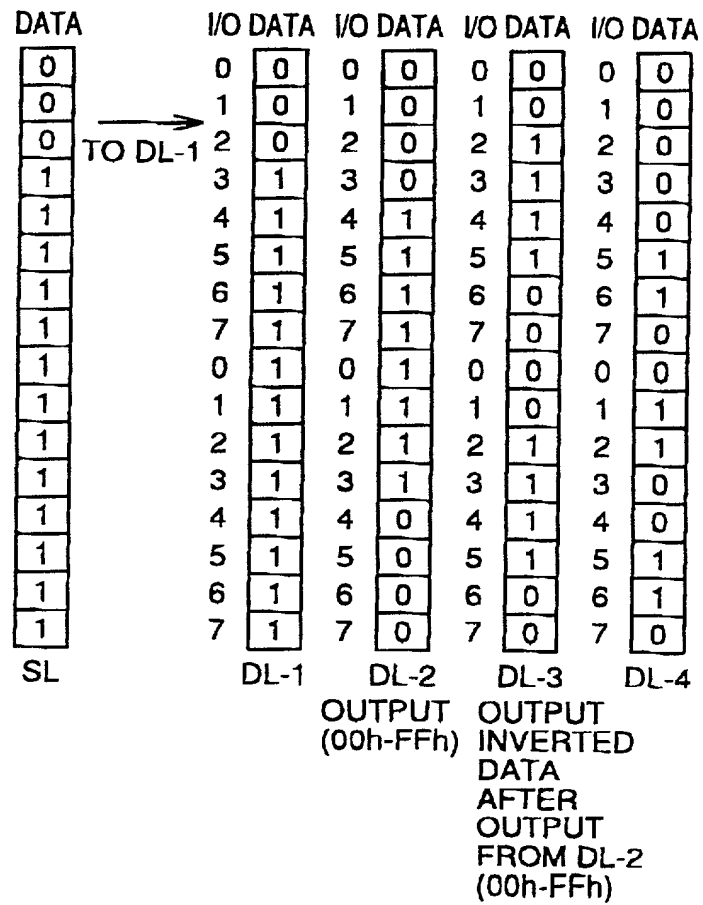 DATA I/O DATA I/O DATA I/O DATA I/O DATA
0 0 0 0 0 0 0 0 0
0 1 0 1 0 1 0 1 0
0 TO DL-1 2 0 2 0 2 1 2 0
1 3 1 3 0 3 1 3 0
1 4 1 4 1 4 1 4 0
1 5 1 5 1 5 1 5 1
1 6 1 6 1 6 0 6 1
1 7 1 7 1 7 0 7 0
1 0 1 0 1 0 0 0 0
1 1 1 1 1 1 0 1 1
1 2 1 2 1 2 1 2 1
1 3 1 3 1 3 1 3 0
1 4 1 4 0 4 1 4 0
1 5 1 5 0 5 1 5 1
1 6 1 6 0 6 0 6 1
1 7 1 7 0 7 0 7 0
SL DL-1 DL-2 DL-3 DL-4
OUTPUT
(00h-FFh)
OUTPUT
INVERTED
DATA
AFTER
OUTPUT
FROM DL-2
(00h-FFh)